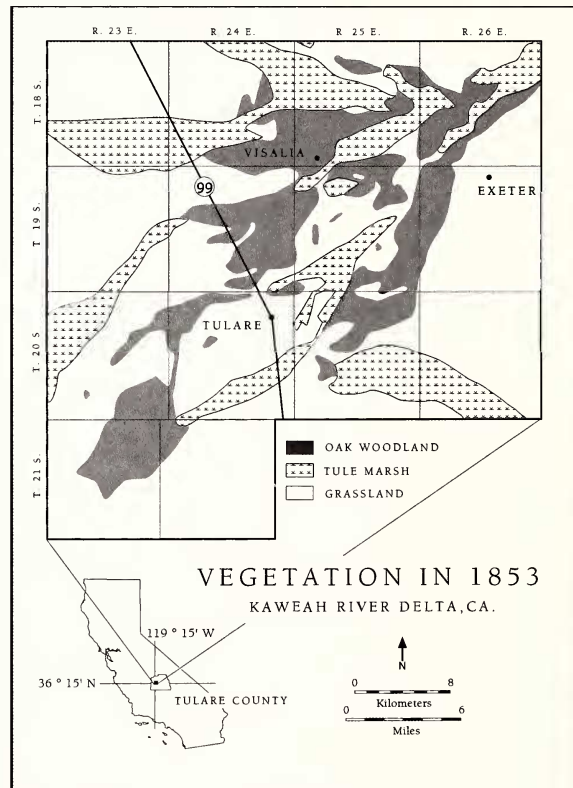 R. 23 E. R. 24 E. R. 25 E. R. 26 E.
T. 18 S.
VISALIA
99
EXETER
T 19 S.
TULARE
T. 20 S
T 21 S.
OAK WOODLAND
TULE MARSH
GRASSLAND
VEGETATION IN 1853
KAWEAH RIVER DELTA, CA.
119 ° 15' W
N
36 ° 15' N
TULARE COUNTY
0 8
Kilometers
0 6
Miles